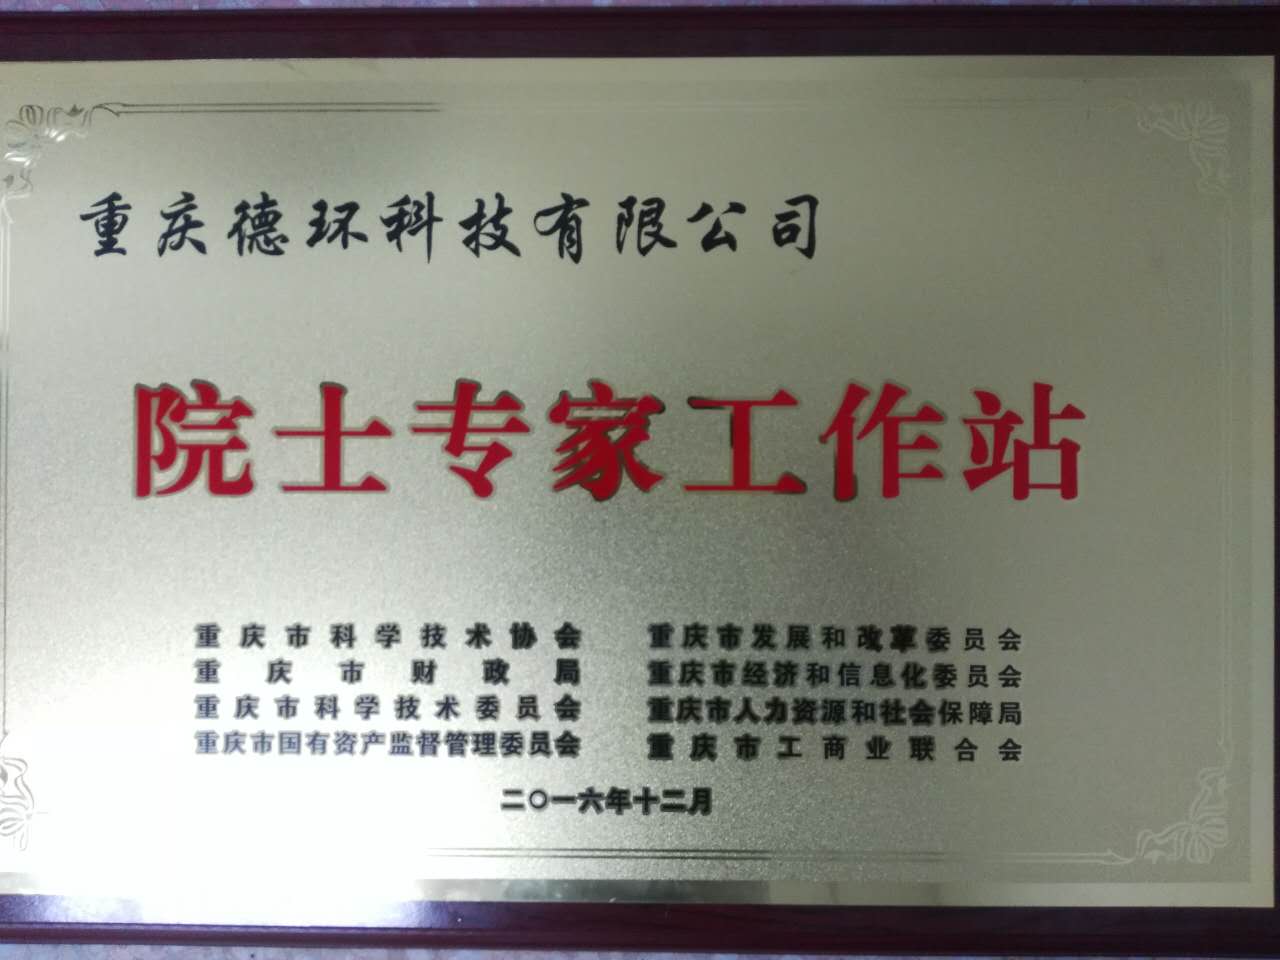 重庆德环科技有限公司
院士专家工作站
重庆市科学技术协会 重庆市发展和改革委员会
重庆市财政局 重庆市经济和信息化委员会
重庆市科学技术委员会 重庆市人力资源和社会保障局
重庆市国有资产监督管理委员会 重庆市工商业联合会
二〇一六年十二月